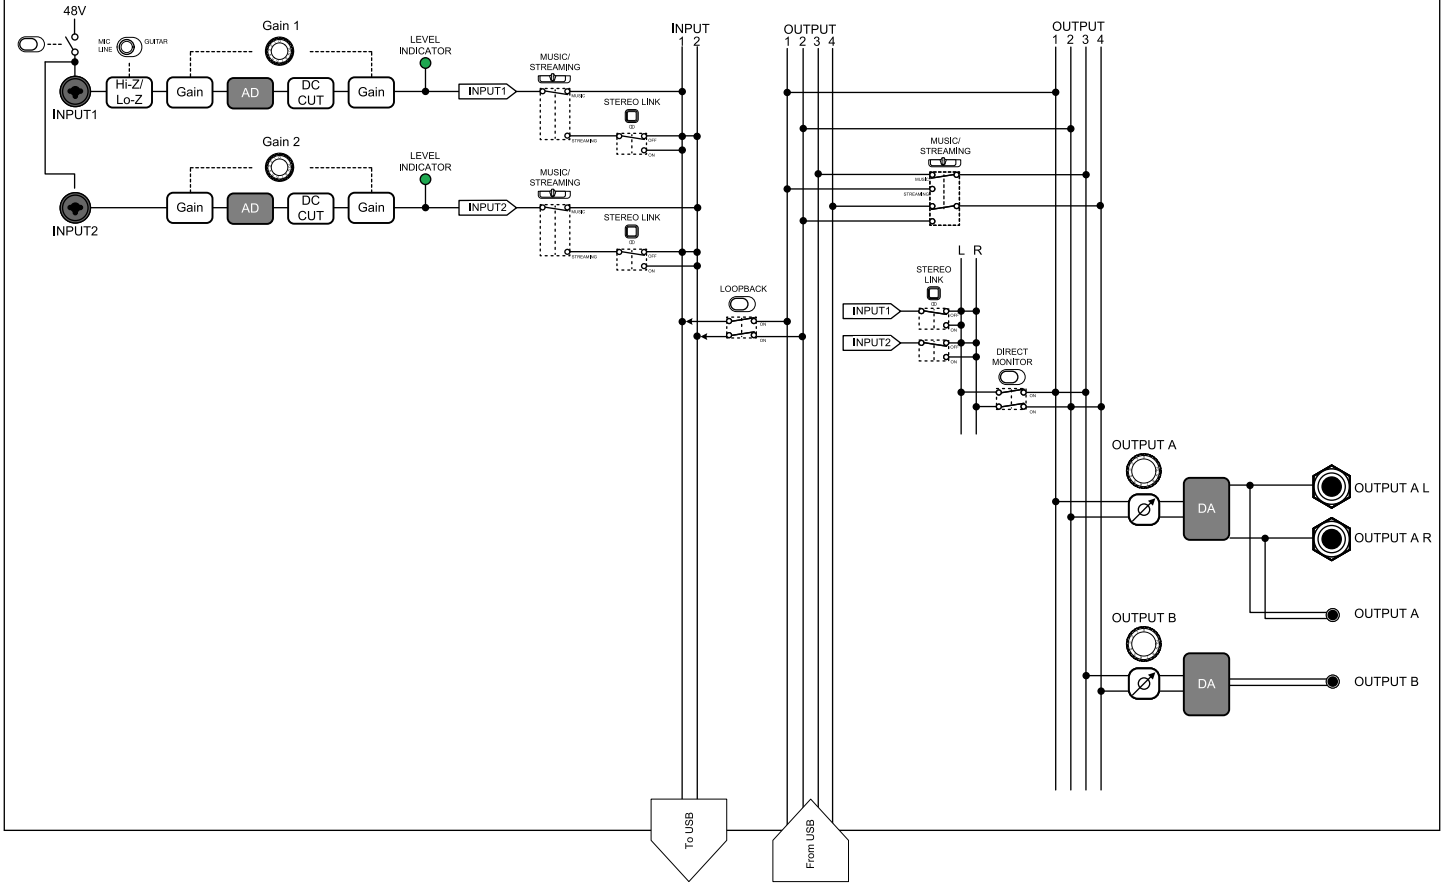 48V
MIC
LINE
GUITAR
Hi-Z/
Lo-Z
INPUT1
Gain 1
Gain
AD
DC
CUT
Gain
LEVEL
INDICATOR
INPUT1
MUSIC/
STREAMING
MUSIC
STREAMING
STEREO LINK
OFF
ON
INPUT2
Gain 2
Gain
AD
DC
CUT
Gain
LEVEL
INDICATOR
INPUT2
MUSIC/
STREAMING
MUSIC
STREAMING
STEREO LINK
OFF
ON
INPUT
1 2
OUTPUT
1 2 3 4
OUTPUT
1 2 3 4
MUSIC/
STREAMING
MUSIC
STREAMING
LOOPBACK
ON
ON
L R
STEREO
LINK
INPUT1
OFF
ON
INPUT2
OFF
ON
DIRECT
MONITOR
ON
ON
OUTPUT A
DA
OUTPUT A L
OUTPUT A R
OUTPUT A
OUTPUT B
DA
OUTPUT B
To USB
From USB